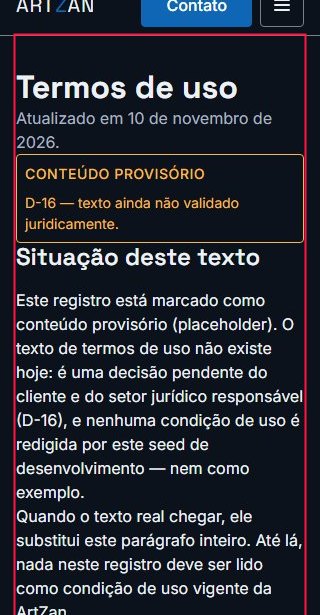 ARTZAN
Contato
Termos de uso
Atualizado em 10 de novembro de
2026.
CONTEÚDO PROVISÓRIO
D-16 — texto ainda não validado
juridicamente.
Situação deste texto
Este registro está marcado como
conteúdo provisório (placeholder). O
texto de termos de uso não existe
hoje: é uma decisão pendente do
cliente e do setor jurídico responsável
(D-16), e nenhuma condição de uso é
redigida por este seed de
desenvolvimento — nem como
exemplo.
Quando o texto real chegar, ele
substitui este parágrafo inteiro. Até lá,
nada neste registro deve ser lido
como condição de uso vigente da
ArtZan.